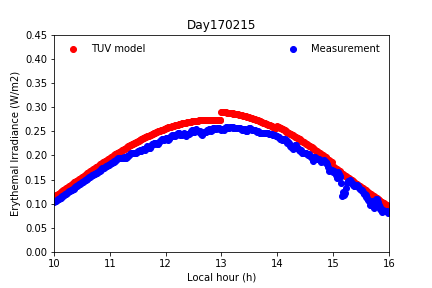 Day170215
TUV model
Measurement
Erythemal Irradiance (W/m2)
0.45
0.40
0.35
0.30
0.25
0.20
0.15
0.10
0.05
0.00
10 11 12 13 14 15 16
Local hour (h)